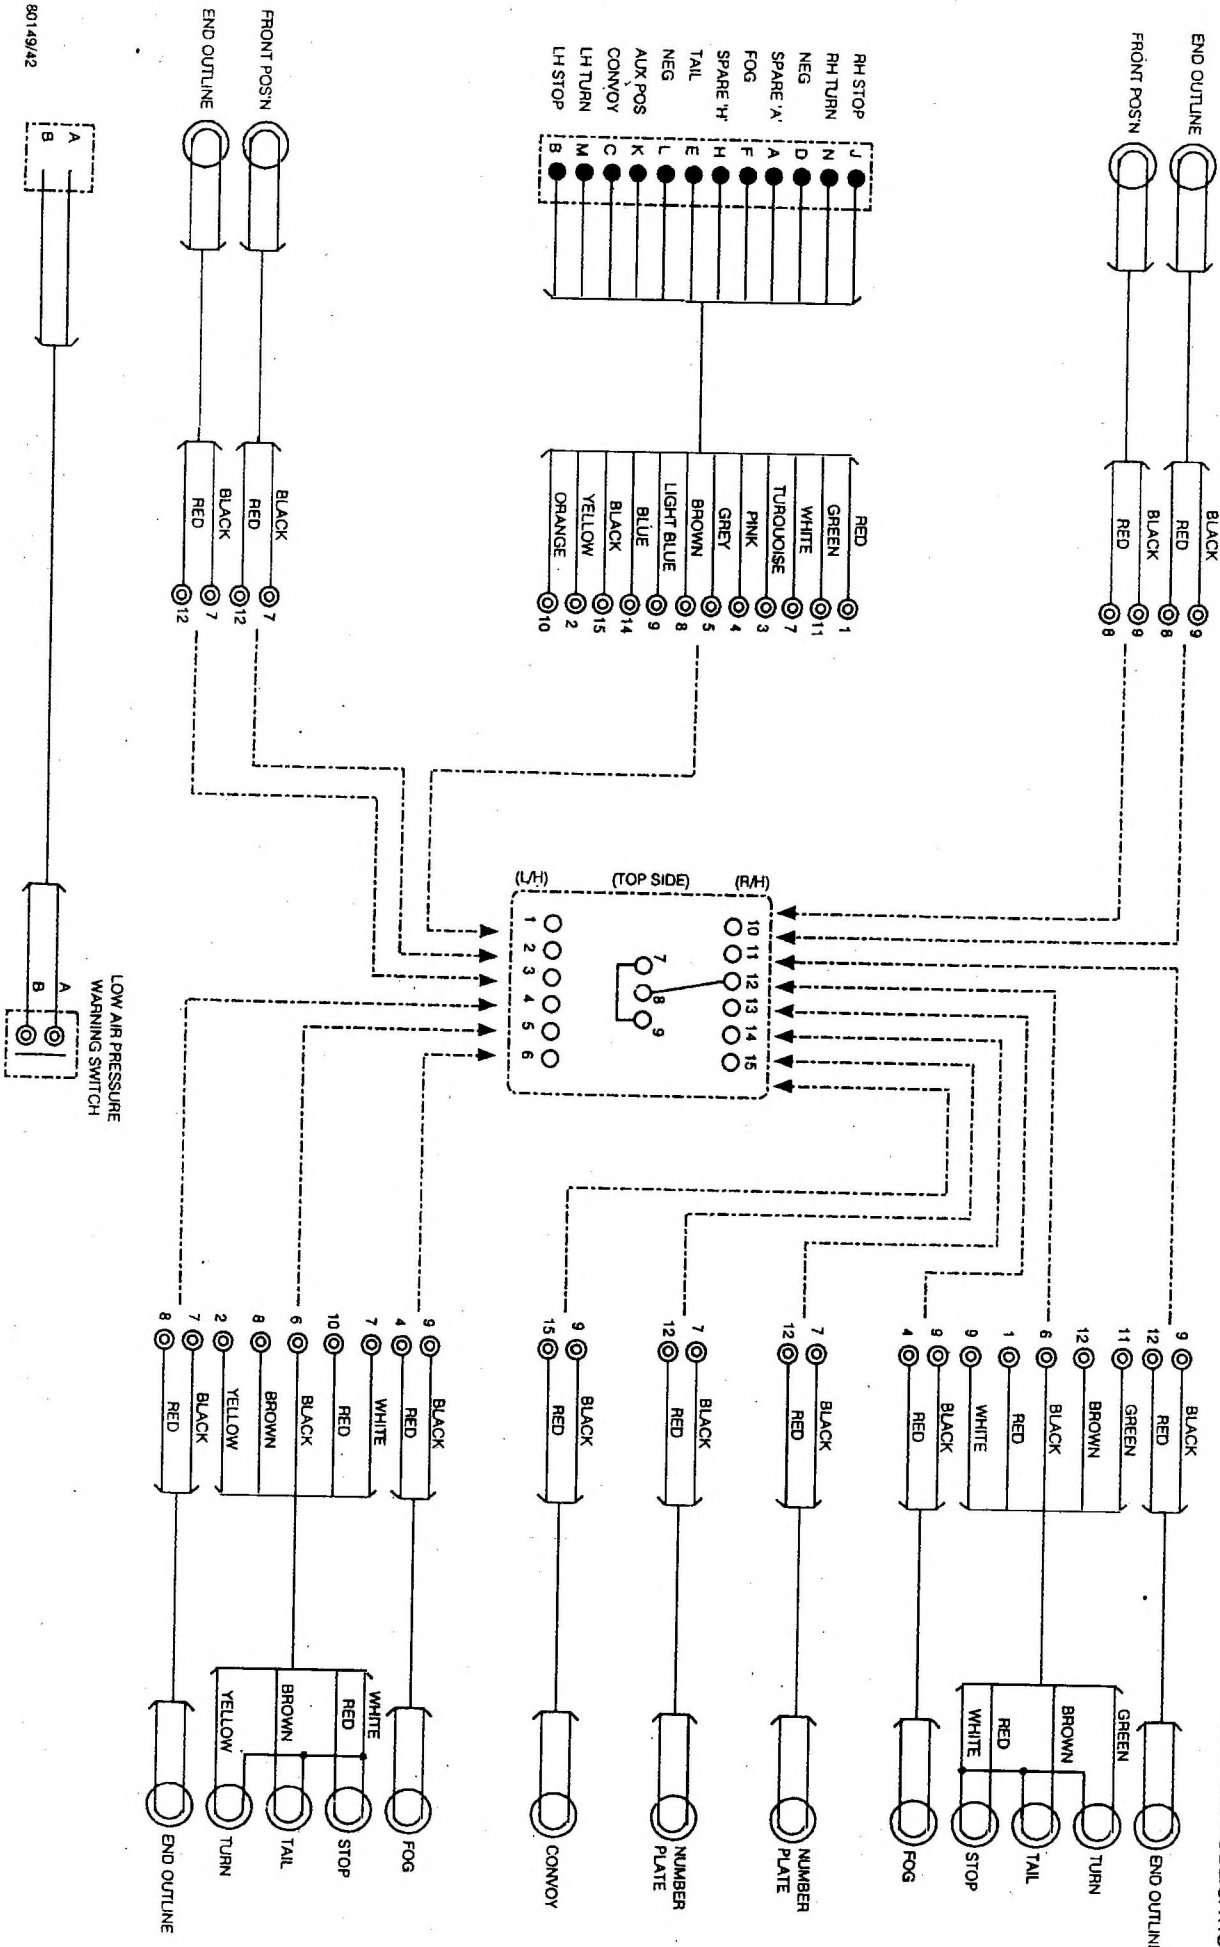 END OUTLINE
FRONT POS'N
BLACK
9
RED
8
BLACK
9
RED
8
RH STOP
RH TURN
NEG
SPARE 'A'
FOG
SPARE 'H'
TAIL
NEG
AUX POS
CONVOY
LH TURN
LH STOP
J
N
D
A
F
H
E
L
K
C
M
B
RED
GREEN
WHITE
TURQUOISE
PINK
GREY
BROWN
LIGHT BLUE
BLUE
BLACK
YELLOW
ORANGE
1
11
7
3
4
5
8
9
14
15
2
10
FRONT POS'N
END OUTLINE
BLACK
7
RED
12
BLACK
7
RED
12
80149/42
A
B
A
B
LOW AIR PRESSURE
WARNING SWITCH
(R/H)
(TOP SIDE)
(L/H)
10
11
12
13
14
15
7
8
9
1
2
3
4
5
6
9
BLACK
12
RED
11
GREEN
12
BROWN
6
BLACK
1
RED
9
WHITE
9
BLACK
4
RED
GREEN
BROWN
RED
WHITE
END OUTLINE
TURN
TAIL
STOP
FOG
7
BLACK
12
RED
NUMBER
PLATE
7
BLACK
12
RED
NUMBER
PLATE
9
BLACK
15
RED
CONVOY
9
BLACK
4
RED
7
WHITE
10
RED
6
BLACK
8
BROWN
2
YELLOW
7
BLACK
8
RED
WHITE
RED
BROWN
YELLOW
FOG
STOP
TAIL
TURN
END OUTLINE